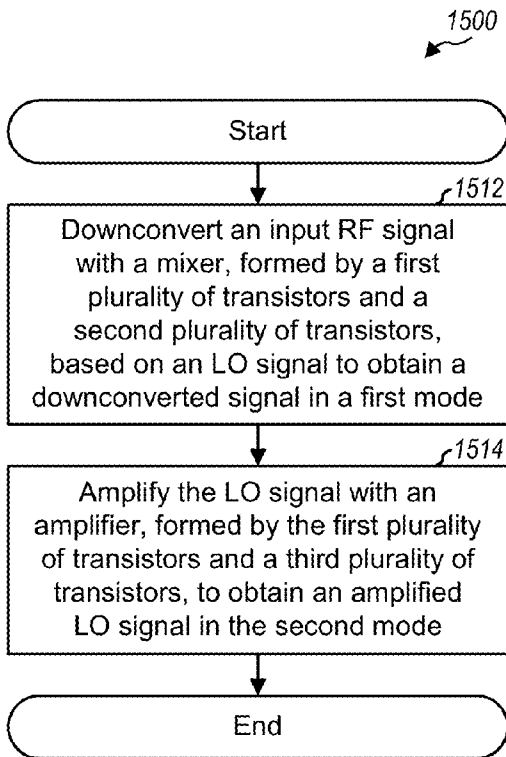 1500
Start
1512
Downconvert an input RF signal
with a mixer, formed by a first
plurality of transistors and a
second plurality of transistors,
based on an LO signal to obtain a
downconverted signal in a first mode
1514
Amplify the LO signal with an
amplifier, formed by the first plurality
of transistors and a third plurality of
transistors, to obtain an amplified
LO signal in the second mode
End